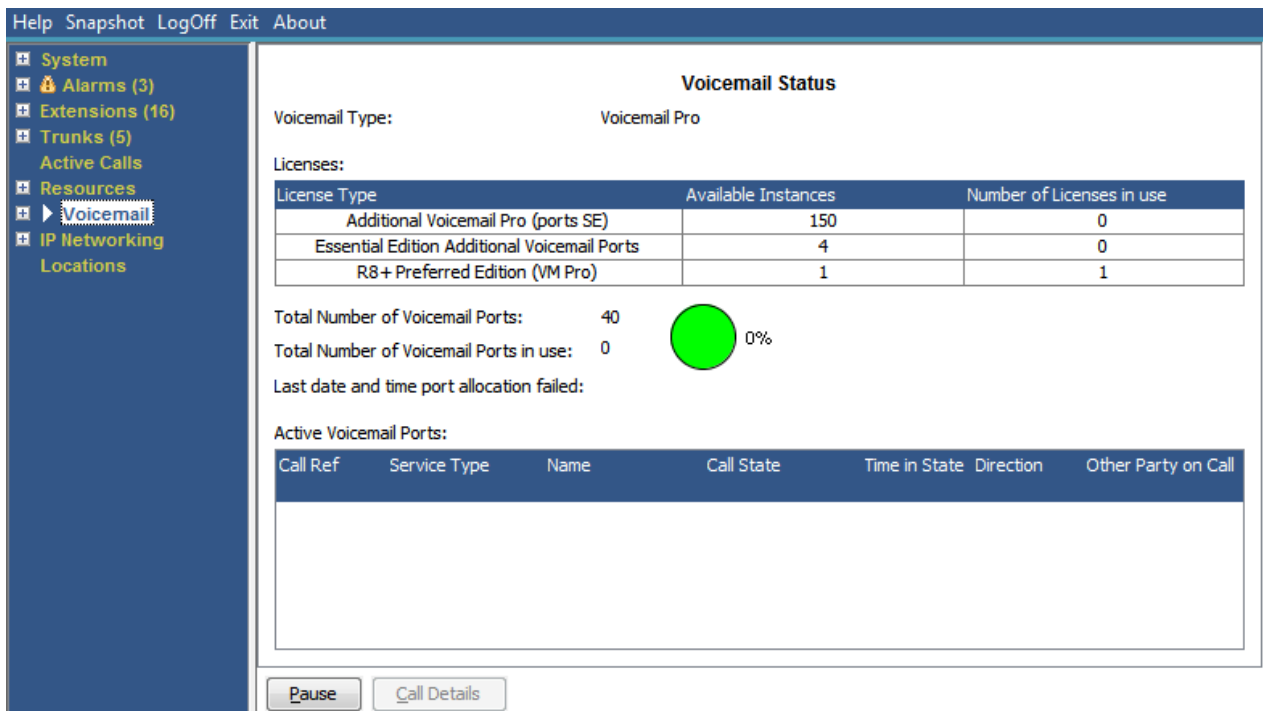 Help Snapshot LogOff Exit About
System
Alarms (3)
Extensions (16)
Trunks (5)
Active Calls
Resources
Voicemail
IP Networking
Locations
Voicemail Status
Voicemail Type: Voicemail Pro
Licenses:
License Type Available Instances Number of Licenses in use
Additional Voicemail Pro (ports SE) 150 0
Essential Edition Additional Voicemail Ports 4 0
R8+ Preferred Edition (VM Pro) 1 1
Total Number of Voicemail Ports: 40
0%
Total Number of Voicemail Ports in use: 0
Last date and time port allocation failed:
Active Voicemail Ports:
Call Ref Service Type Name Call State Time in State Direction Other Party on Call
Pause Call Details